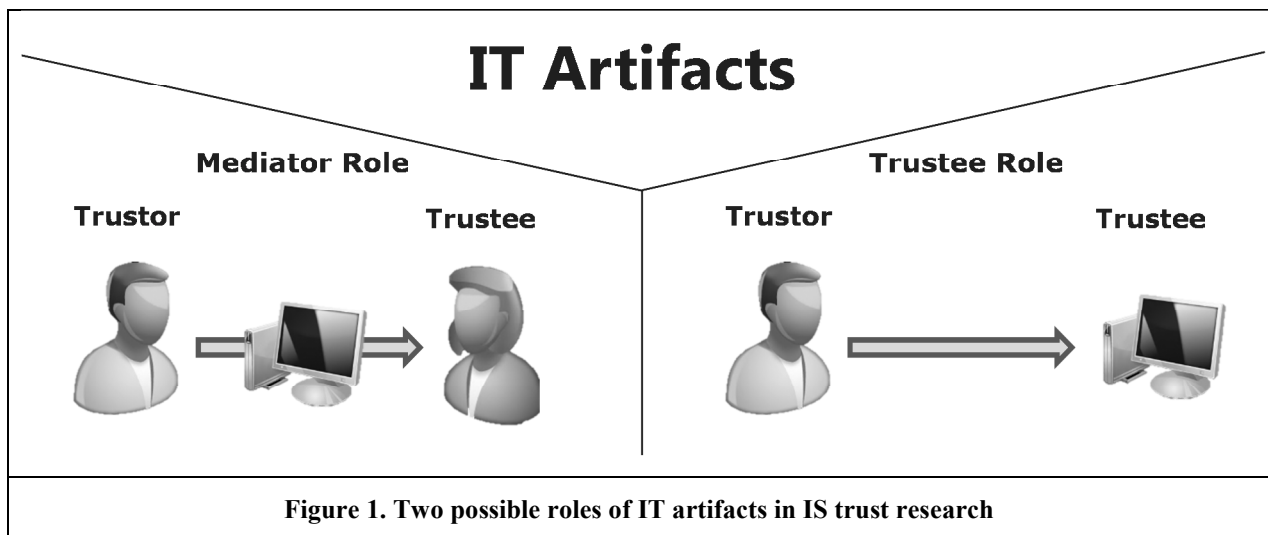 IT Artifacts
Mediator Role
Trustor
Trustee
Trustee Role
Trustor
Trustee
Figure 1. Two possible roles of IT artifacts in IS trust research